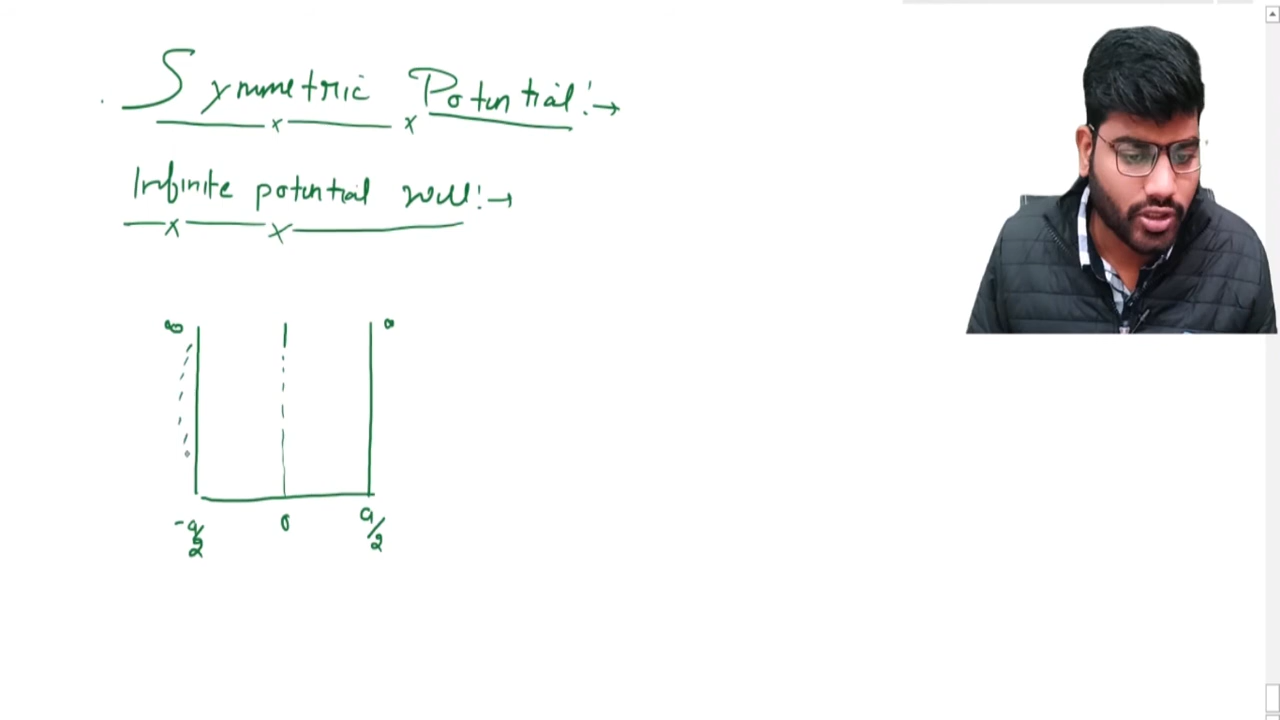 Symmetric Potential :→
Infinite potential well :→
∞ ∞
-a/2 0 a/2